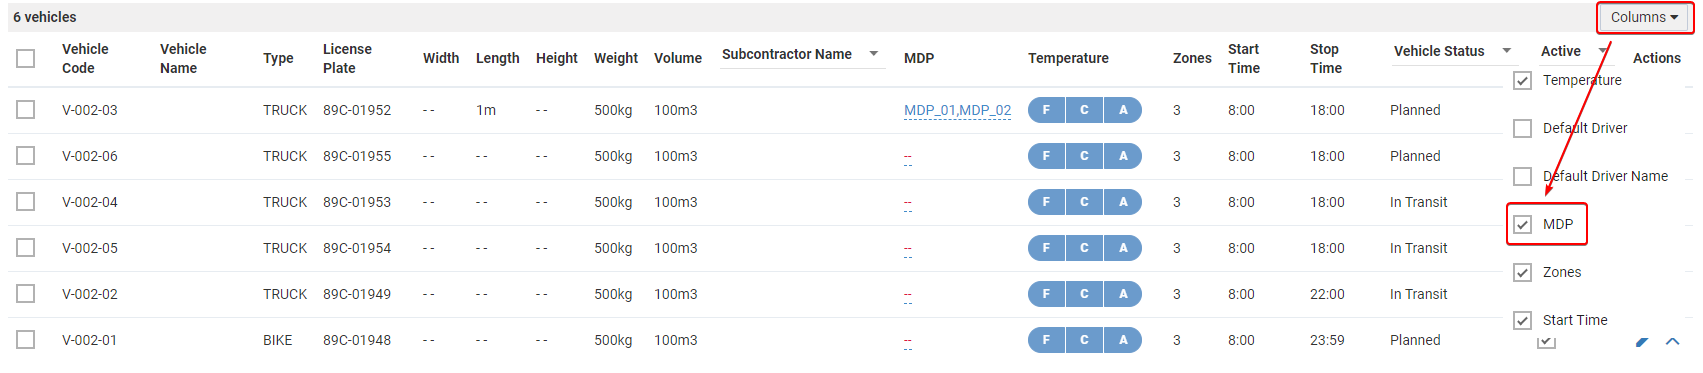 6 vehicles
Columns
Vehicle Code Vehicle Name Type License Plate Width Length Height Weight Volume Subcontractor Name MDP Temperature Zones Start Time Stop Time Vehicle Status Active Actions
V-002-03 TRUCK 89C-01952 - - 1m - - 500kg 100m3 MDP_01,MDP_02 F C A 3 8:00 18:00 Planned
V-002-06 TRUCK 89C-01955 - - - - - - 500kg 100m3 -- F C A 3 8:00 18:00 Planned
V-002-04 TRUCK 89C-01953 - - - - - - 500kg 100m3 -- F C A 3 8:00 18:00 In Transit
V-002-05 TRUCK 89C-01954 - - - - - - 500kg 100m3 -- F C A 3 8:00 18:00 In Transit
V-002-02 TRUCK 89C-01949 - - - - - - 500kg 100m3 -- F C A 3 8:00 22:00 In Transit
V-002-01 BIKE 89C-01948 - - - - - - 500kg 100m3 -- F C A 3 8:00 23:59 Planned
Temperature
Default Driver
Default Driver Name
MDP
Zones
Start Time